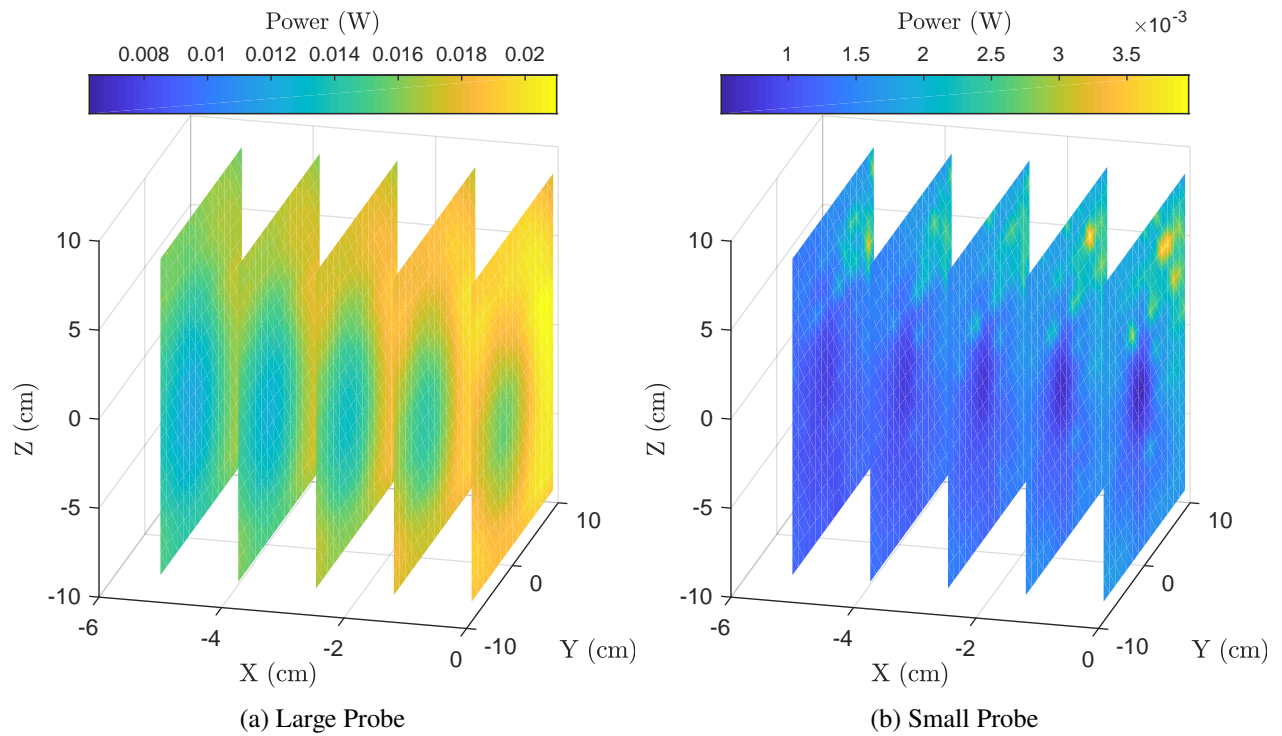 Power (W)
0.008 0.01 0.012 0.014 0.016 0.018 0.02
10
5
0
-5
-10
Z (cm)
-6
-4
-2
0
X (cm)
-10
0
10
Y (cm)
(a) Large Probe
Power (W)
×10-3
1 1.5 2 2.5 3 3.5
10
5
0
-5
-10
Z (cm)
-6
-4
-2
0
X (cm)
-10
0
10
Y (cm)
(b) Small Probe